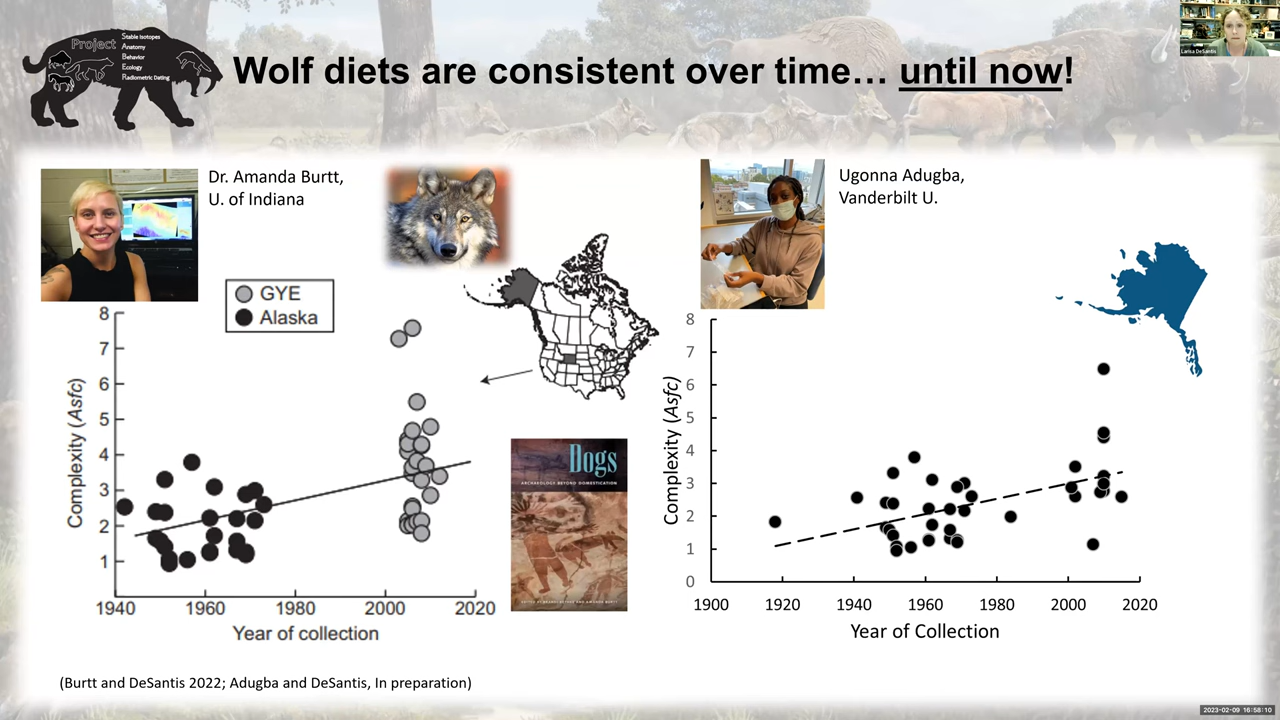 Project
Stable Isotopes
Anatomy
Behavior
Ecology
Radiometric Dating
Wolf diets are consistent over time… until now!
Larisa DeSantis
Dr. Amanda Burtt,
U. of Indiana
Ugonna Adugba,
Vanderbilt U.
GYE
Alaska
8
7
6
5
4
3
2
1
Complexity (Asfc)
1940
1960
1980
2000
2020
Year of collection
Dogs
ARCHAEOLOGY BEYOND DOMESTICATION
8
7
6
5
4
3
2
1
0
Complexity (Asfc)
1900
1920
1940
1960
1980
2000
2020
Year of Collection
(Burtt and DeSantis 2022; Adugba and DeSantis, In preparation)
2023-02-09 16:58:10